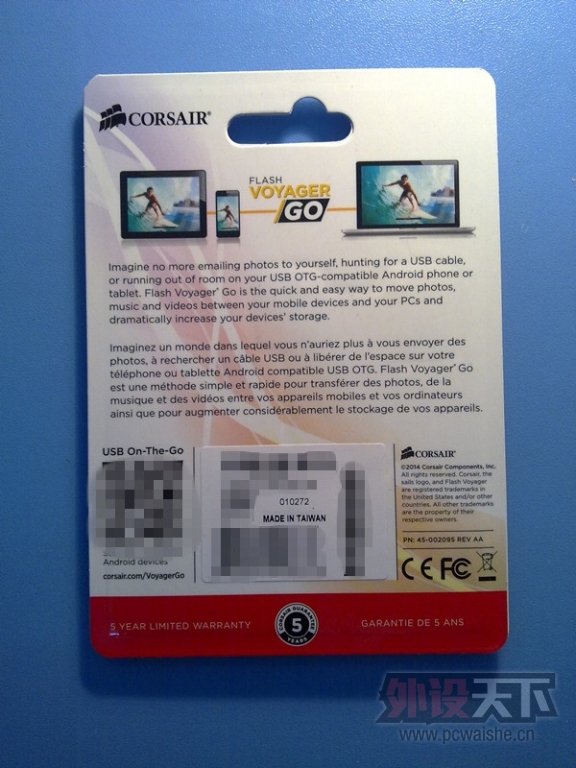 CORSAIR®
FLASH
VOYAGER
GO
Imagine no more emailing photos to yourself, hunting for a USB cable,
or running out of room on your USB OTG-compatible Android phone or
tablet. Flash Voyager® Go is the quick and easy way to move photos,
music and videos between your mobile devices and your PCs and
dramatically increase your devices' storage.
Imaginez un monde dans lequel vous n'auriez plus à vous envoyer des
photos, à rechercher un câble USB ou à libérer de l'espace sur votre
téléphone ou tablette Android compatible USB OTG. Flash Voyager® Go
est une méthode simple et rapide pour transférer des photos, de la
musique et des vidéos entre vos appareils mobiles et vos ordinateurs
ainsi que pour augmenter considérablement le stockage de vos appareils.
USB On-The-Go
Android devices
corsair.com/VoyagerGo
010272
MADE IN TAIWAN
CORSAIR®
©2014 Corsair Components, Inc.
All rights reserved. Corsair, the
sails logo, and Flash Voyager
are registered trademarks in
the United States and/or other
countries. All other trademarks
are the property of their
respective owners.
PN: 45-002095 REV AA
CE FC
5 YEAR LIMITED WARRANTY
CORSAIR GUARANTEE
5
YEARS
GARANTIE DE 5 ANS
外设天下
www.pcwaishe.cn